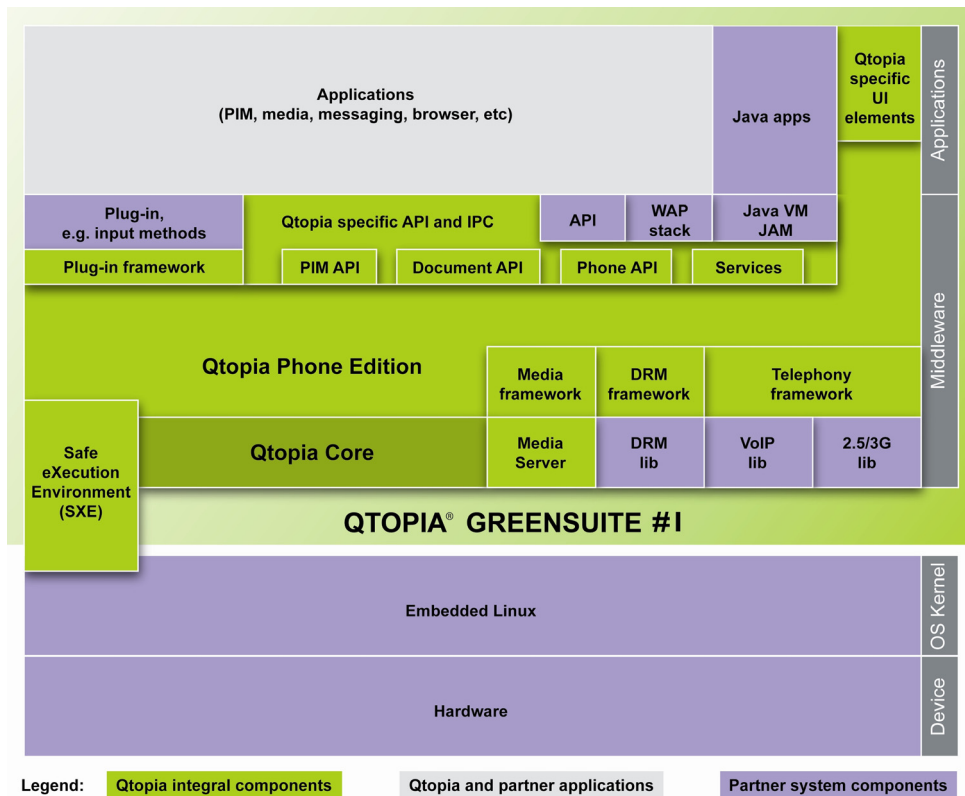 Applications
(PIM, media, messaging, browser, etc)
Java apps
Qtopia
specific
UI
elements
Applications
Plug-in,
e.g. input methods
Qtopia specific API and IPC
API
WAP
stack
Java VM
JAM
Plug-in framework
PIM API
Document API
Phone API
Services
Middleware
Qtopia Phone Edition
Media
framework
DRM
framework
Telephony
framework
Safe
eXecution
Environment
(SXE)
Qtopia Core
Media
Server
DRM
lib
VoIP
lib
2.5/3G
lib
QTOPIA® GREENSUITE #1
Embedded Linux
OS Kernel
Hardware
Device
Legend:
Qtopia integral components
Qtopia and partner applications
Partner system components